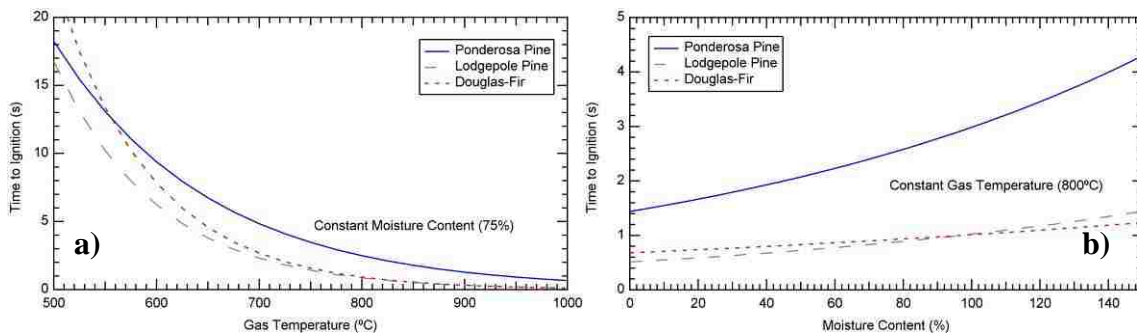 20
15
10
5
0
Time to Ignition (s)
Ponderosa Pine
Lodgepole Pine
Douglas-Fir
Constant Moisture Content (75%)
a)
500 600 700 800 900 1000
Gas Temperature (ºC)
5
4
3
2
1
0
Time to Ignition (s)
Ponderosa Pine
Lodgepole Pine
Douglas-Fir
Constant Gas Temperature (800ºC)
b)
0 20 40 60 80 100 120 140
Moisture Content (%)